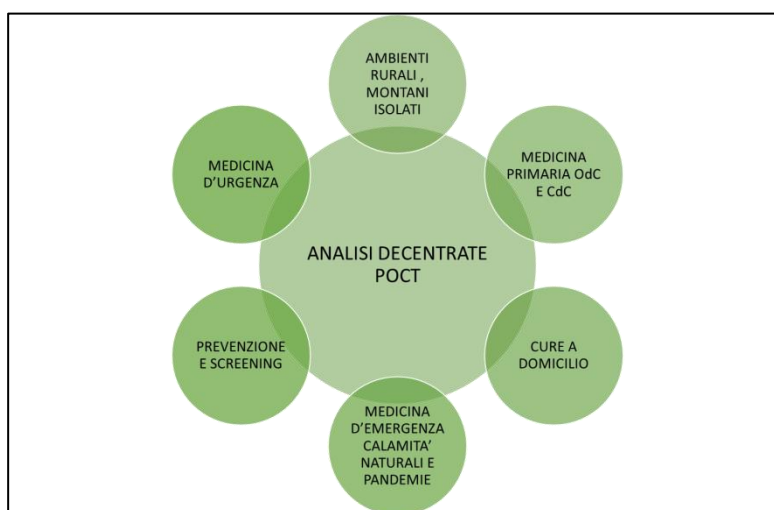 AMBIENTI
RURALI ,
MONTANI
ISOLATI
MEDICINA
PRIMARIA OdC
E CdC
CURE A
DOMICILIO
MEDICINA
D'EMERGENZA
CALAMITA'
NATURALI E
PANDEMIE
PREVENZIONE
E SCREENING
MEDICINA
D'URGENZA
ANALISI DECENTRATE
POCT